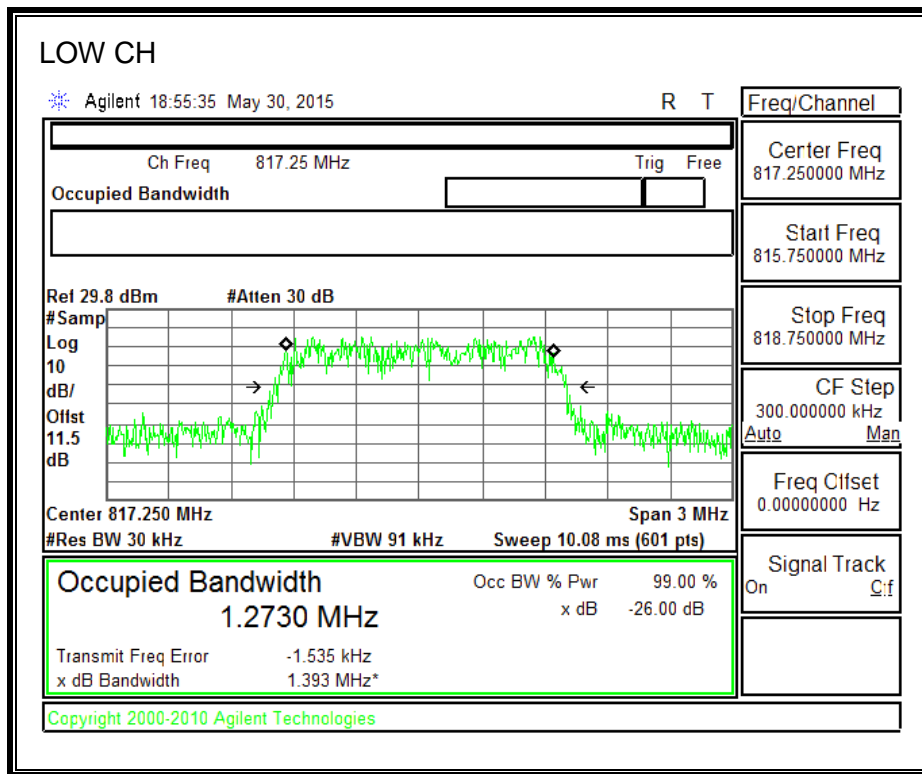 LOW CH
Agilent 18:55:35 May 30, 2015 R T
Freq/Channel
Ch Freq 817.25 MHz Trig Free
Occupied Bandwidth
Center Freq
817.250000 MHz
Start Freq
815.750000 MHz
Stop Freq
818.750000 MHz
CF Step
300.000000 kHz
Auto Man
Freq Offset
0.00000000 Hz
Signal Track
On Off
Ref 29.8 dBm #Atten 30 dB
#Samp
Log
10
dB/
Offst
11.5
dB
Center 817.250 MHz Span 3 MHz
#Res BW 30 kHz #VBW 91 kHz Sweep 10.08 ms (601 pts)
Occupied Bandwidth Occ BW % Pwr 99.00 %
1.2730 MHz x dB -26.00 dB
Transmit Freq Error -1.535 kHz
x dB Bandwidth 1.393 MHz*
Copyright 2000-2010 Agilent Technologies